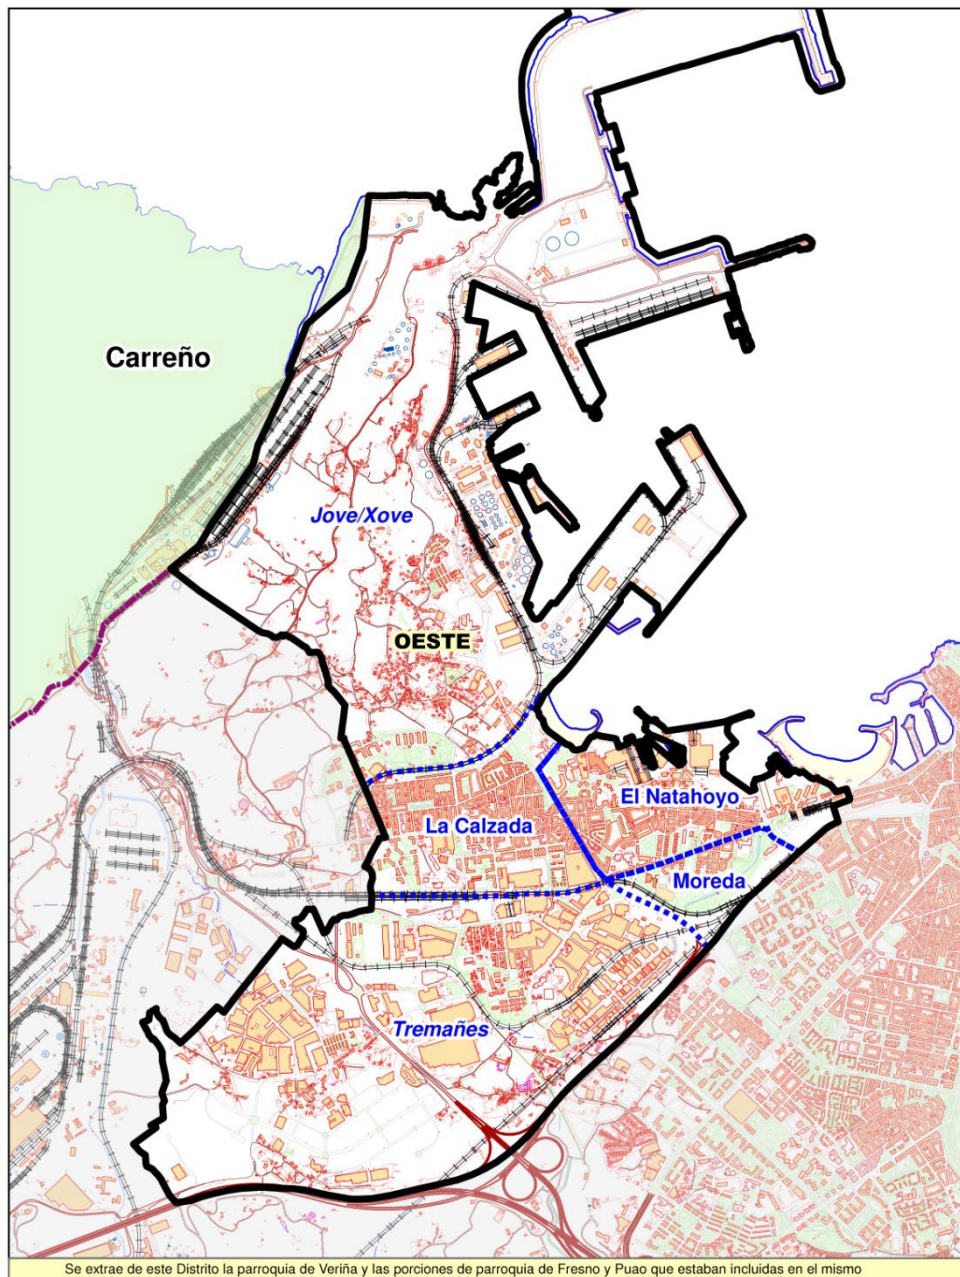 Carreño
Jove/Xove
OESTE
El Natahoyo
La Calzada
Moreda
Tremañes
Se extrae de este Distrito la parroquia de Veriña y las porciones de parroquia de Fresno y Puao que estaban incluidas en el mismo